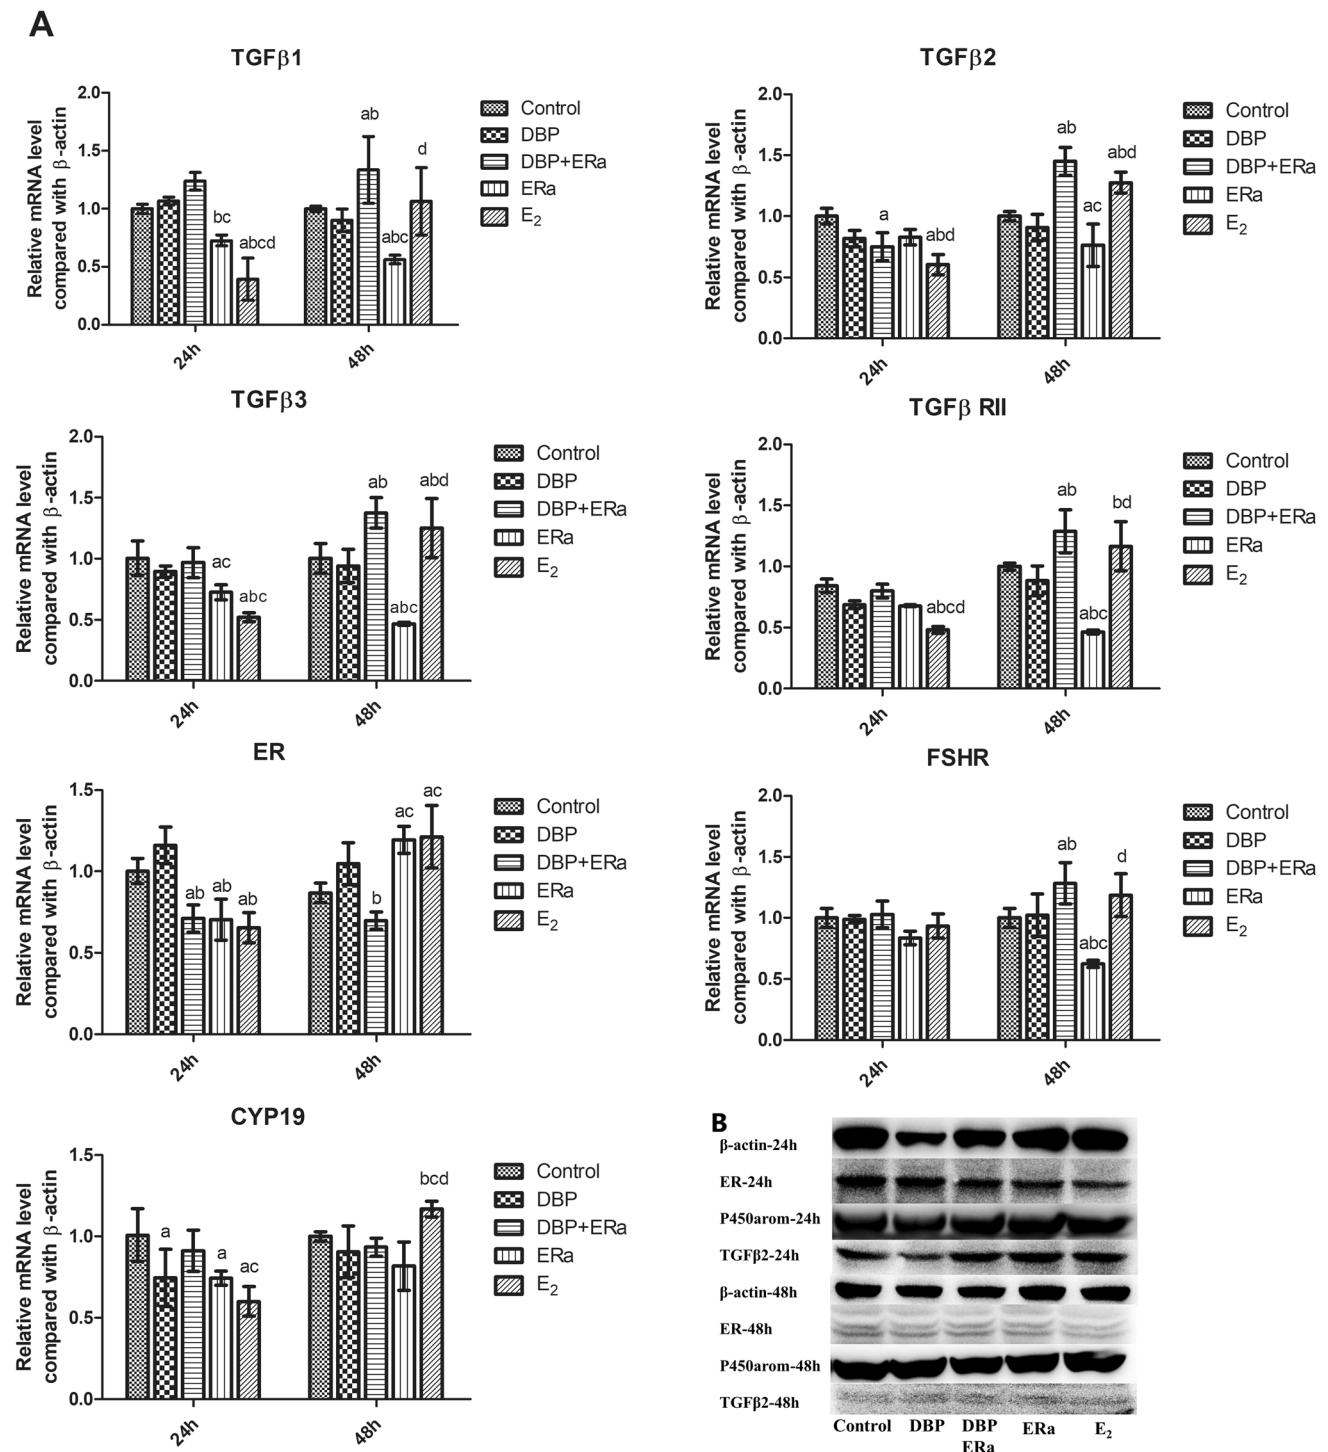 A
TGFβ1
Relative mRNA level
compared with β-actin
2.0
1.5
1.0
0.5
0.0
bc
abcd
ab
abc
d
24h
48h
Control
DBP
DBP+ERa
ERa
E2
TGFβ2
Relative mRNA level
compared with β-actin
2.0
1.5
1.0
0.5
0.0
a
abd
ab
ac
abd
24h
48h
Control
DBP
DBP+ERa
ERa
E2
TGFβ3
Relative mRNA level
compared with β-actin
2.0
1.5
1.0
0.5
0.0
ac
abc
ab
abc
abd
24h
48h
Control
DBP
DBP+ERa
ERa
E2
TGFβ RII
Relative mRNA level
compared with β-actin
2.0
1.5
1.0
0.5
0.0
abcd
ab
abc
bd
24h
48h
Control
DBP
DBP+ERa
ERa
E2
ER
Relative mRNA level
compared with β-actin
1.5
1.0
0.5
0.0
ab
ab
ab
b
ac
ac
24h
48h
Control
DBP
DBP+ERa
ERa
E2
FSHR
Relative mRNA level
compared with β-actin
2.0
1.5
1.0
0.5
0.0
ab
abc
d
24h
48h
Control
DBP
DBP+ERa
ERa
E2
CYP19
Relative mRNA level
compared with β-actin
1.5
1.0
0.5
0.0
a
a
ac
bcd
24h
48h
Control
DBP
DBP+ERa
ERa
E2
B
β-actin-24h
ER-24h
P450arom-24h
TGFβ2-24h
β-actin-48h
ER-48h
P450arom-48h
TGFβ2-48h
Control DBP DBP ERa E2
ERa